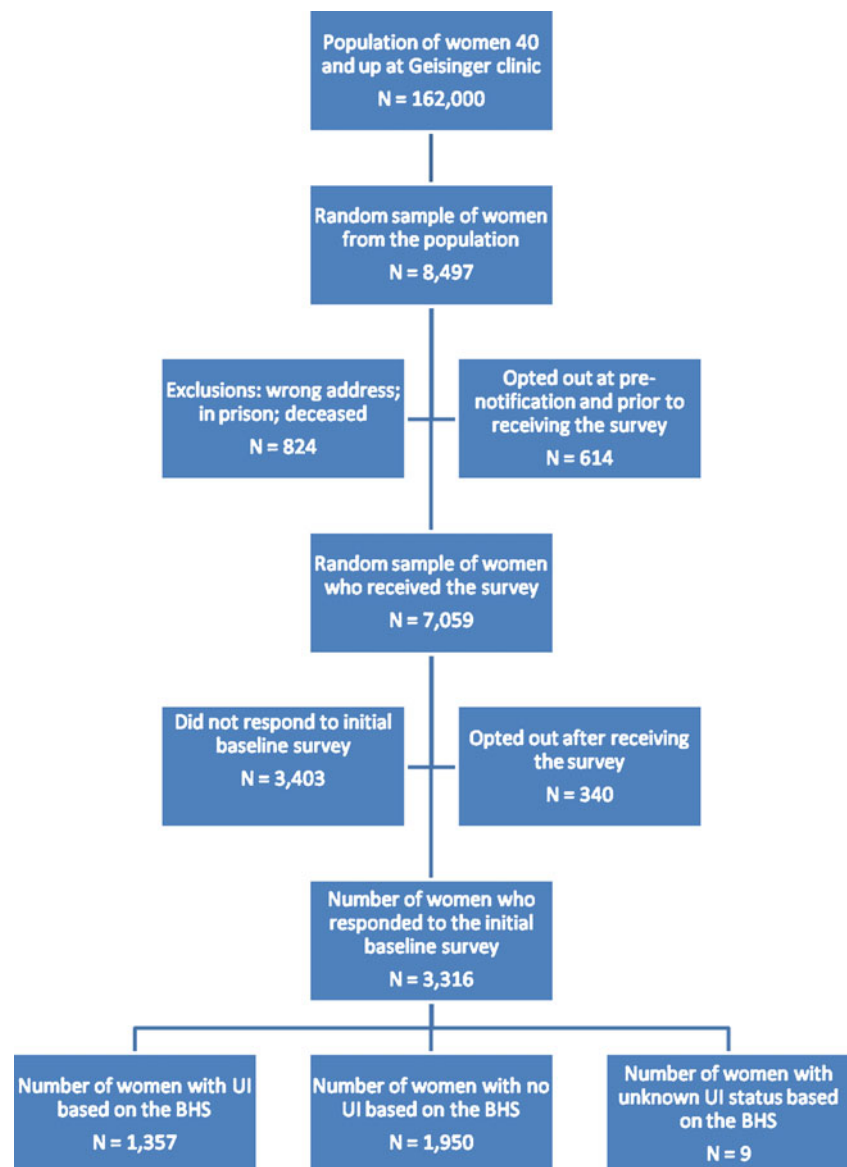 Population of women 40
and up at Geisinger clinic
N = 162,000
Random sample of women
from the population
N = 8,497
Exclusions: wrong address;
in prison; deceased
N = 824
Opted out at pre-
notification and prior to
receiving the survey
N = 614
Random sample of women
who received the survey
N = 7,059
Did not respond to initial
baseline survey
N = 3,403
Opted out after receiving
the survey
N = 340
Number of women who
responded to the initial
baseline survey
N = 3,316
Number of women with UI
based on the BHS
N = 1,357
Number of women with no
UI based on the BHS
N = 1,950
Number of women with
unknown UI status based
on the BHS
N = 9